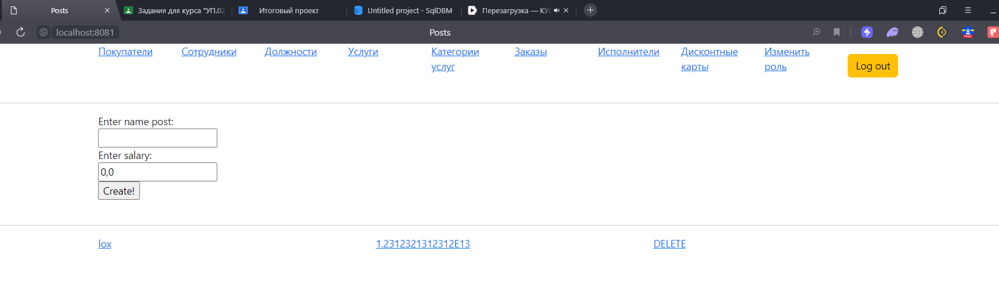 Posts
Задания для курса "УП.02
Итоговый проект
Untitled project - SqlDBM
Перезагрузка — КУ
localhost:8081
Posts
FREE
Покупатели
Сотрудники
Должности
Услуги
Категории
услуг
Заказы
Исполнители
Дисконтные
карты
Изменить
роль
Log out
Enter name post:
Enter salary:
0,0
Create!
lox
1.2312321312312E13
DELETE